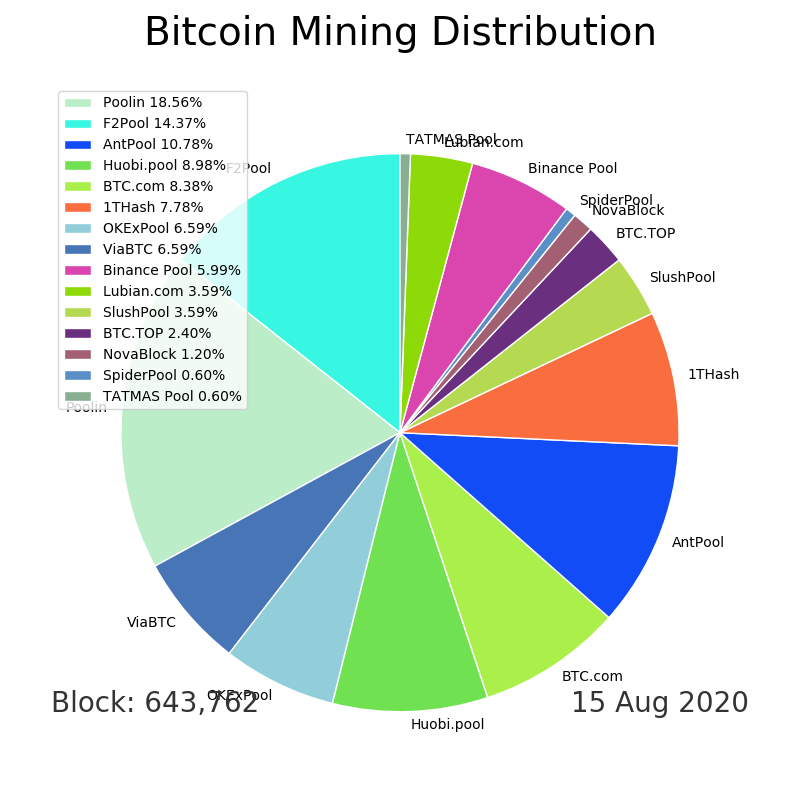 Bitcoin Mining Distribution
Poolin 18.56%
F2Pool 14.37%
AntPool 10.78%
Huobi.pool 8.98%
BTC.com 8.38%
1THash 7.78%
OKExPool 6.59%
ViaBTC 6.59%
Binance Pool 5.99%
Lubian.com 3.59%
SlushPool 3.59%
BTC.TOP 2.40%
NovaBlock 1.20%
SpiderPool 0.60%
TATMAS Pool 0.60%
TATMAS Pool
Lubian.com
F2Pool
Binance Pool
SpiderPool
NovaBlock
BTC.TOP
SlushPool
1THash
Poolin
AntPool
ViaBTC
BTC.com
OKExPool
Huobi.pool
Block: 643,762
15 Aug 2020